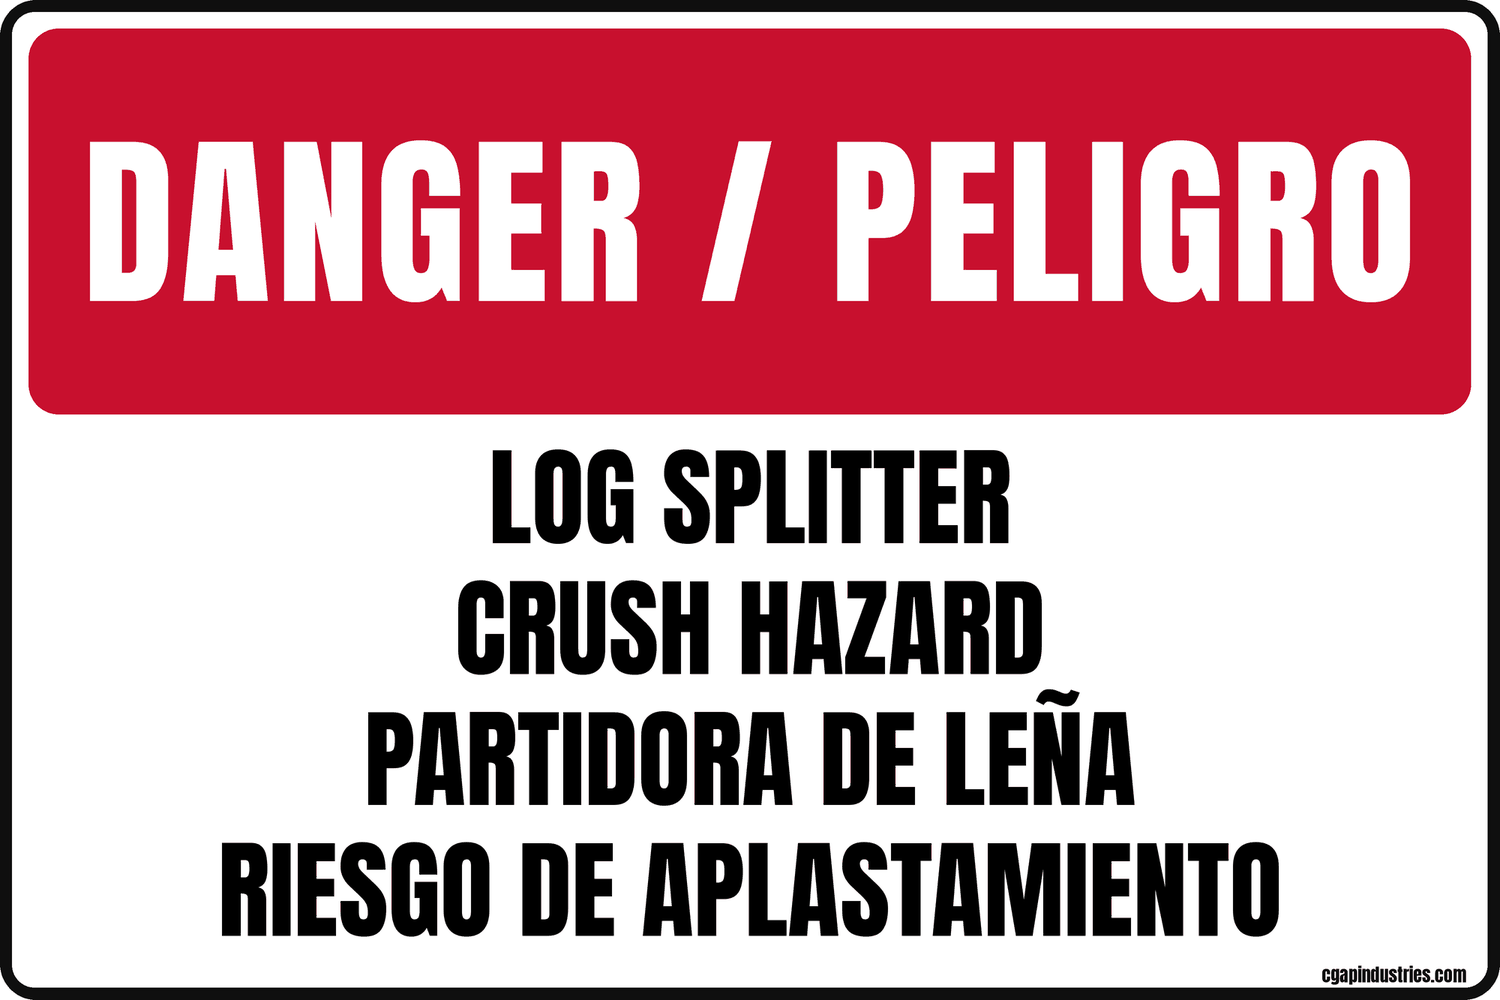 DANGER / PELIGRO
LOG SPLITTER
CRUSH HAZARD
PARTIDORA DE LEÑA
RIESGO DE APLASTAMIENTO
cgapindustries.com